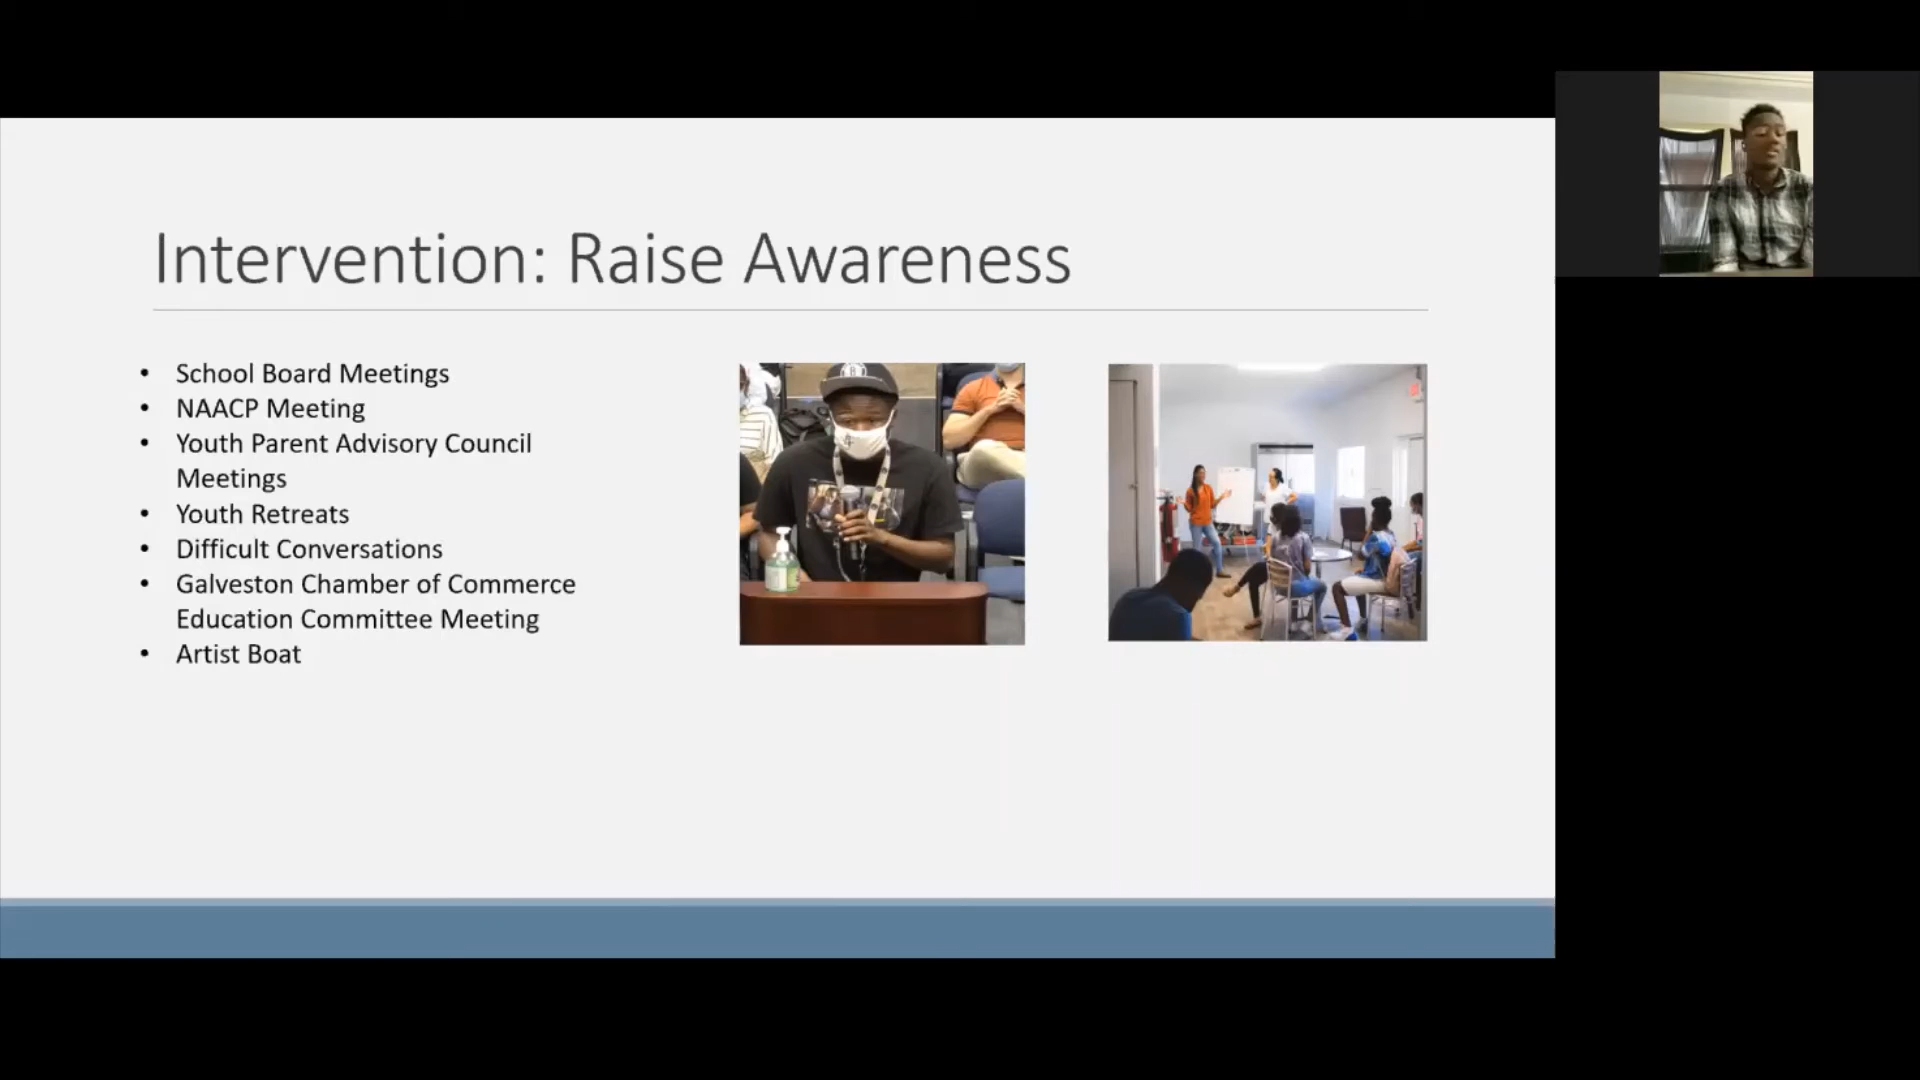 Intervention: Raise Awareness
• School Board Meetings
• NAACP Meeting
• Youth Parent Advisory Council
Meetings
• Youth Retreats
• Difficult Conversations
• Galveston Chamber of Commerce
Education Committee Meeting
• Artist Boat
B